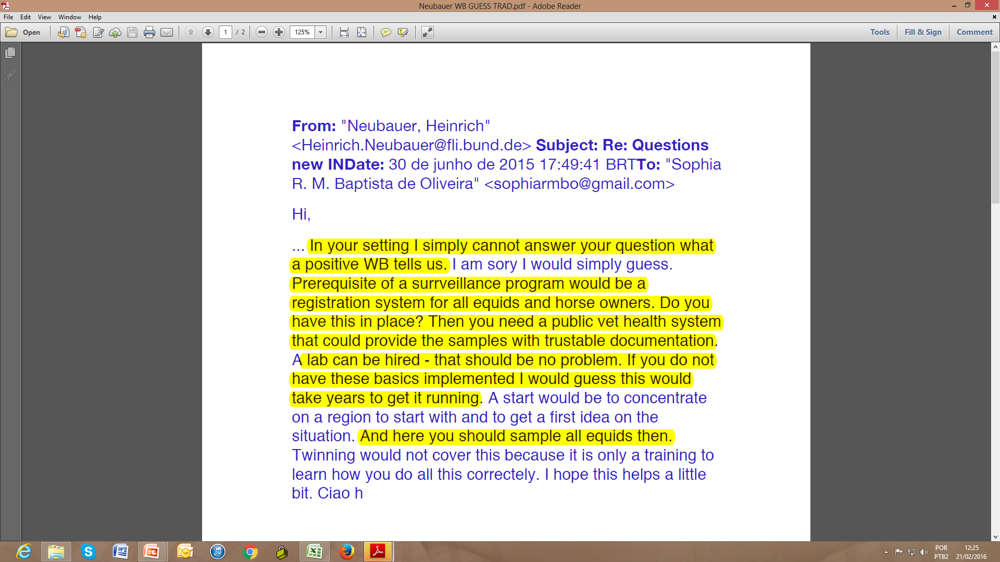 Neubauer WB GUESS TRAD.pdf - Adobe Reader
File Edit View Window Help
Open 1 / 2 125% Tools Fill & Sign Comment
From: "Neubauer, Heinrich"
<Heinrich.Neubauer@fli.bund.de> Subject: Re: Questions
new INDate: 30 de junho de 2015 17:49:41 BRTTo: "Sophia
R. M. Baptista de Oliveira" <sophiarmbo@gmail.com>
Hi,
... In your setting I simply cannot answer your question what
a positive WB tells us. I am sory I would simply guess.
Prerequisite of a surrveillance program would be a
registration system for all equids and horse owners. Do you
have this in place? Then you need a public vet health system
that could provide the samples with trustable documentation.
A lab can be hired - that should be no problem. If you do not
have these basics implemented I would guess this would
take years to get it running. A start would be to concentrate
on a region to start with and to get a first idea on the
situation. And here you should sample all equids then.
Twinning would not cover this because it is only a training to
learn how you do all this correctely. I hope this helps a little
bit. Ciao h
POR 12:25
PTB2 21/02/2016